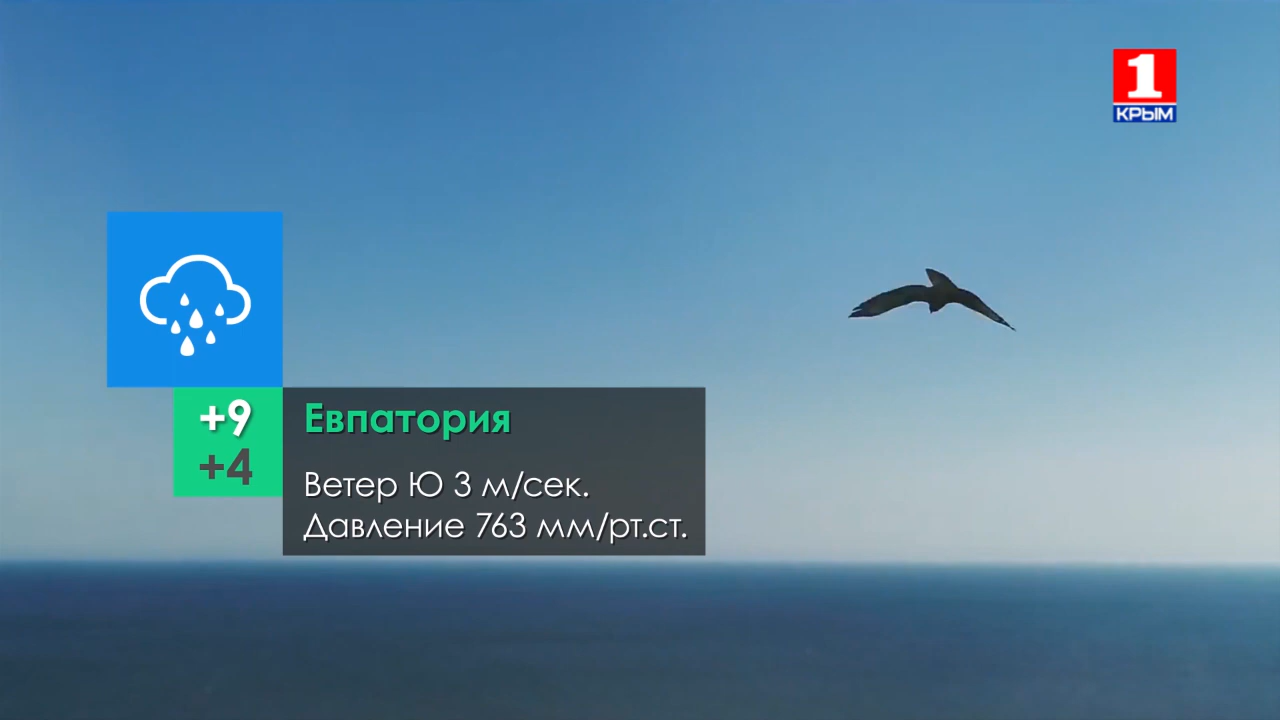 1
КРЫМ
+9
+4
Евпатория
Ветер Ю 3 м/сек.
Давление 763 мм/рт.ст.